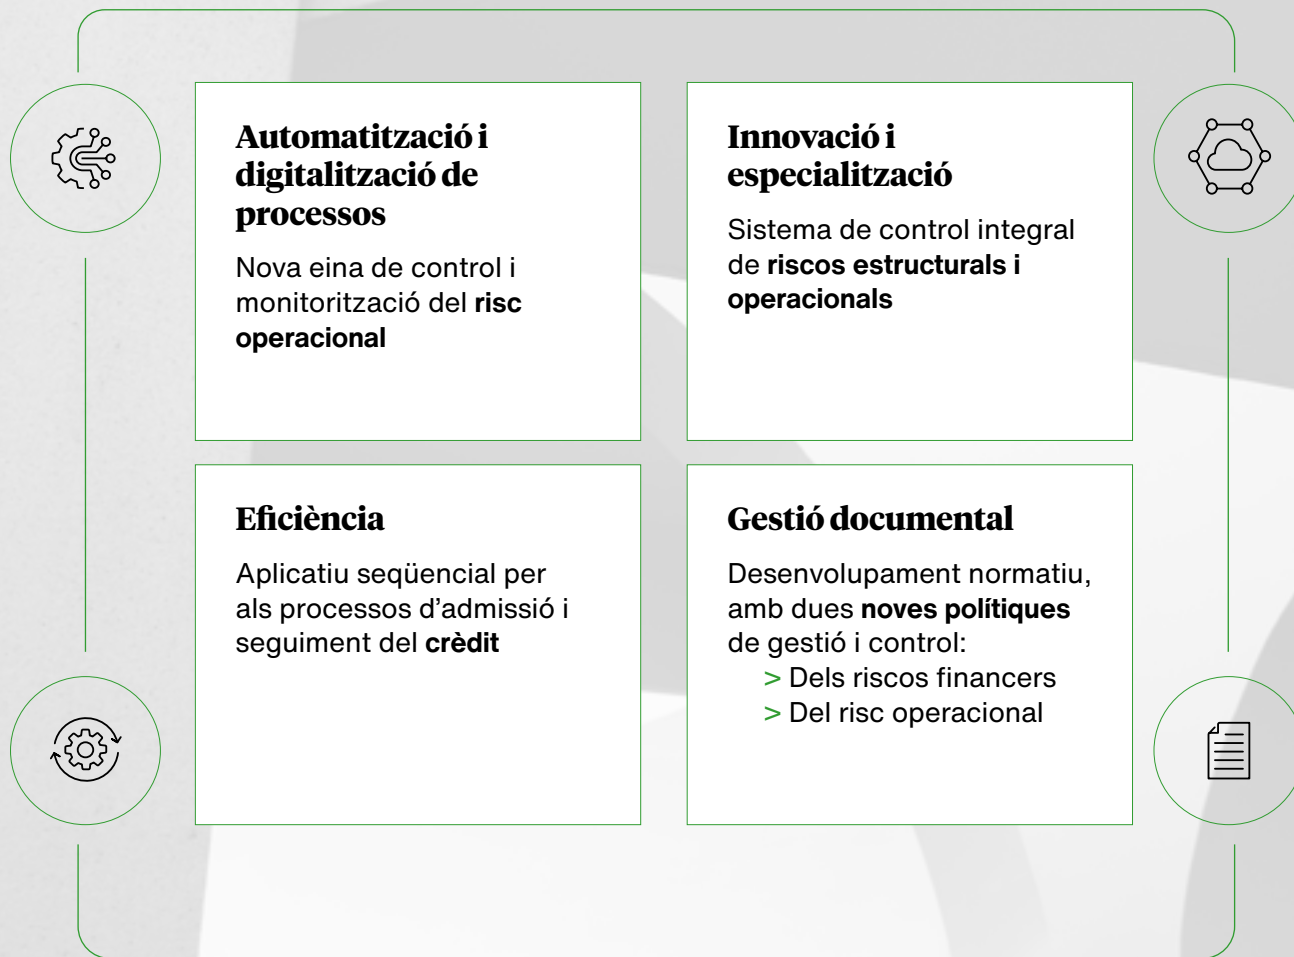 Automatització i
digitalització de
processos
Nova eina de control i
monitorització del risc
operacional
Innovació i
especialització
Sistema de control integral
de riscos estructurals i
operacionals
Eficiència
Aplicatiu seqüencial per
als processos d’admissió i
seguiment del crèdit
Gestió documental
Desenvolupament normatiu,
amb dues noves polítiques
de gestió i control:
> Dels riscos financers
> Del risc operacional